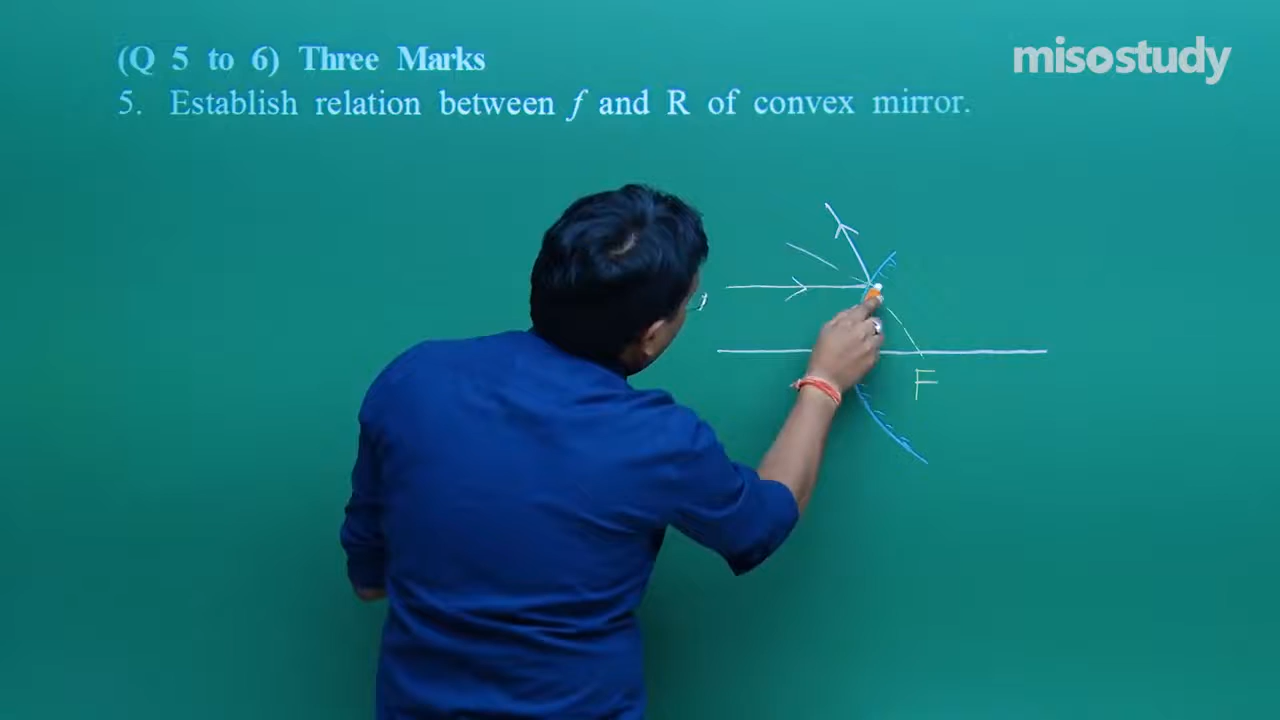 misostudy
(Q 5 to 6) Three Marks
5. Establish relation between f and R of convex mirror.
F